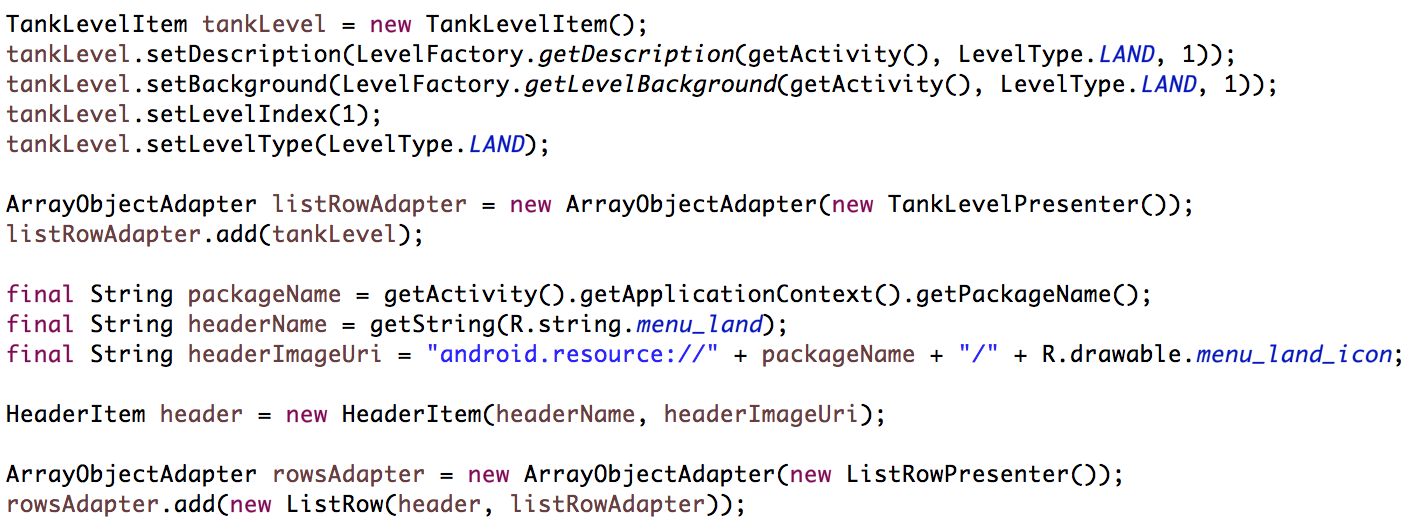 TankLevelItem tankLevel = new TankLevelItem();
tankLevel.setDescription(LevelFactory.getDescription(getActivity(), LevelType.LAND, 1));
tankLevel.setBackground(LevelFactory.getLevelBackground(getActivity(), LevelType.LAND, 1));
tankLevel.setLevelIndex(1);
tankLevel.setLevelType(LevelType.LAND);
ArrayObjectAdapter listRowAdapter = new ArrayObjectAdapter(new TankLevelPresenter());
listRowAdapter.add(tankLevel);
final String packageName = getActivity().getApplicationContext().getPackageName();
final String headerName = getString(R.string.menu_land);
final String headerImageUri = "android.resource://" + packageName + "/" + R.drawable.menu_land_icon;
HeaderItem header = new HeaderItem(headerName, headerImageUri);
ArrayObjectAdapter rowsAdapter = new ArrayObjectAdapter(new ListRowPresenter());
rowsAdapter.add(new ListRow(header, listRowAdapter));